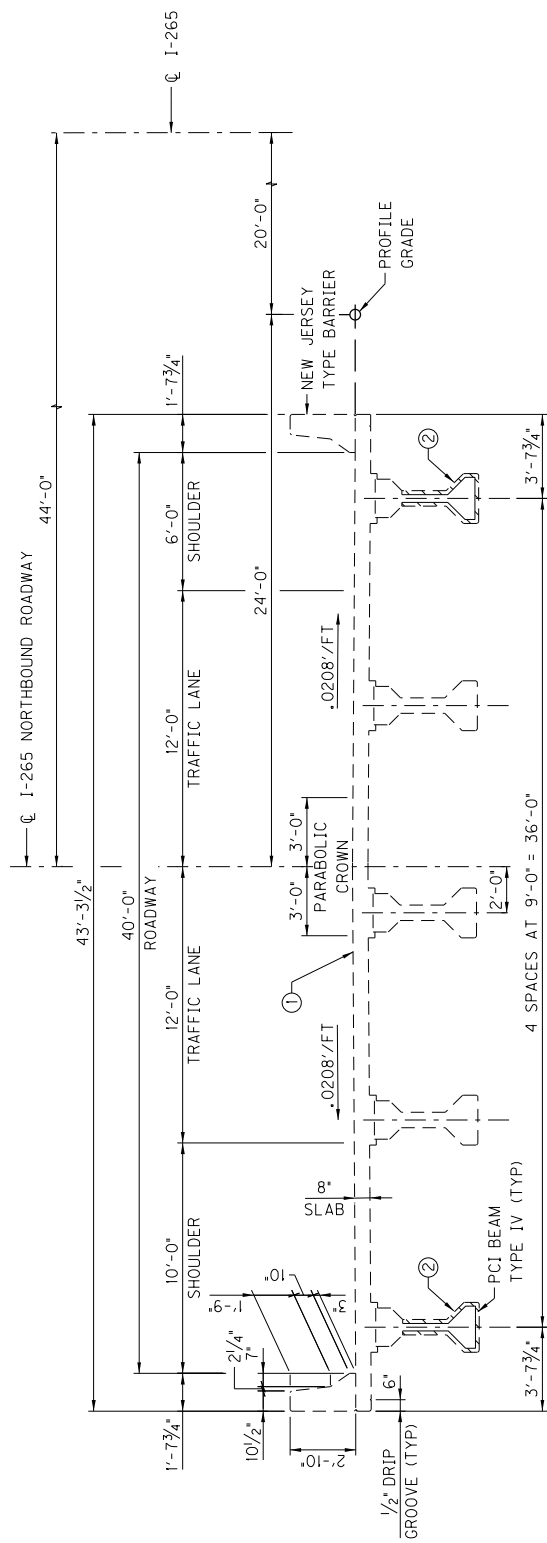 ℄ I-265 NORTHBOUND ROADWAY
44'-0"
℄ I-265
43'-3½"
40'-0"
ROADWAY
1'-7¾"
10'-0"
SHOULDER
12'-0"
TRAFFIC LANE
12'-0"
TRAFFIC LANE
6'-0"
SHOULDER
1'-7¾"
24'-0"
20'-0"
10½"
2¼"
7"
1'-9"
10"
3"
2'-10"
6"
½" DRIP
GROOVE (TYP)
8"
SLAB
.0208'/FT
1
3'-0"
3'-0"
PARABOLIC
CROWN
.0208'/FT
NEW JERSEY
TYPE BARRIER
PROFILE
GRADE
2
PCI BEAM
TYPE IV (TYP)
2
2'-0"
3'-7¾"
4 SPACES AT 9'-0" = 36'-0"
3'-7¾"